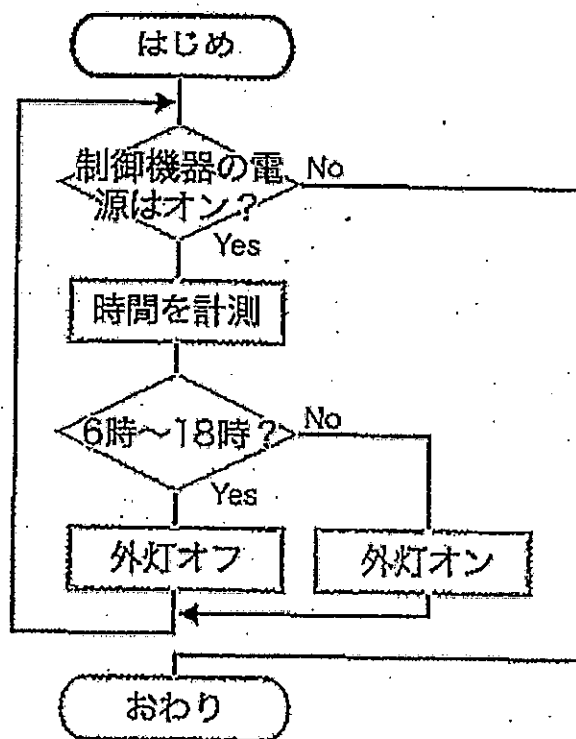 はじめ
制御機器の電
源はオン?
No
Yes
時間を計測
6時~18時?
No
Yes
外灯オフ
外灯オン
おわり